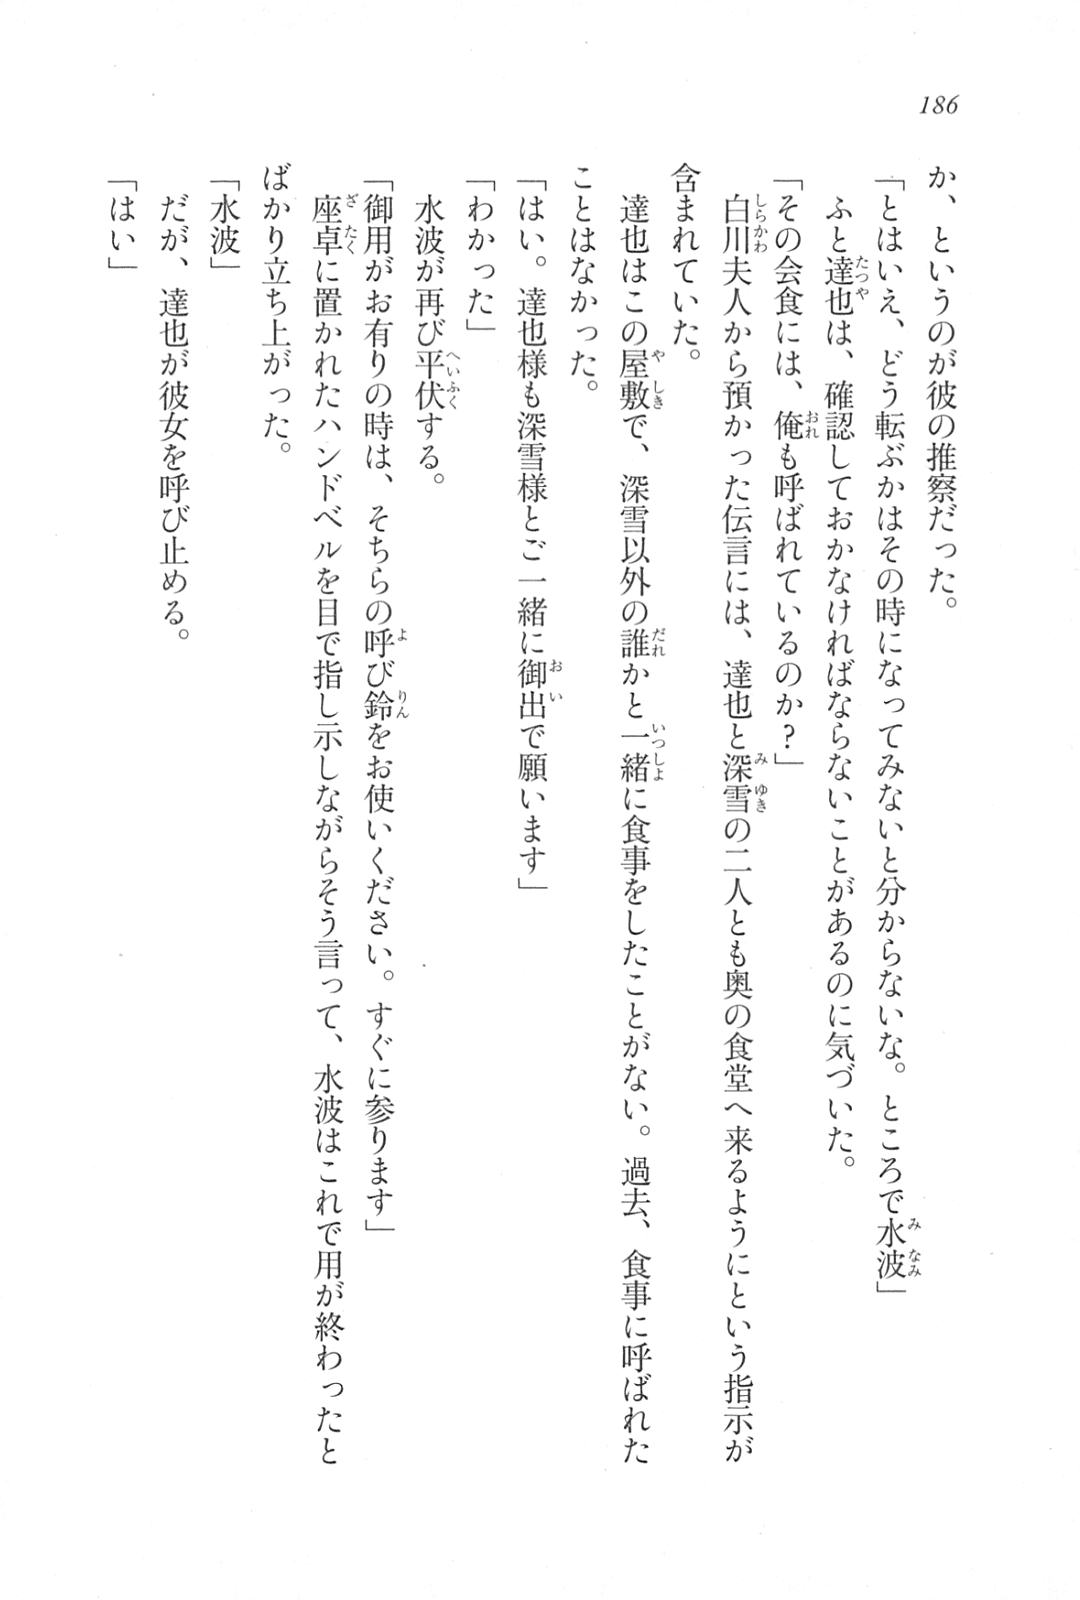 186
か、というのが彼の推察だった。
「とはいえ、どう転ぶかはその時になってみないと分からないな。ところで水波」
ふと達也は、確認しておかなければならないことがあるのに気づいた。
「その会食には、俺も呼ばれているのか？」
白川夫人から預かった伝言には、達也と深雪の二人とも奥の食堂へ来るようにという指示が
含まれていた。
達也はこの屋敷で、深雪以外の誰かと一緒に食事をしたことがない。過去、食事に呼ばれた
ことはなかった。
「はい。達也様も深雪様とご一緒に御出で願います」
「わかった」
水波が再び平伏する。
「御用がお有りの時は、そちらの呼び鈴をお使いください。すぐに参ります」
座卓に置かれたハンドベルを目で指し示しながらそう言って、水波はこれで用が終わったと
ばかり立ち上がった。
「水波」
だが、達也が彼女を呼び止める。
「はい」